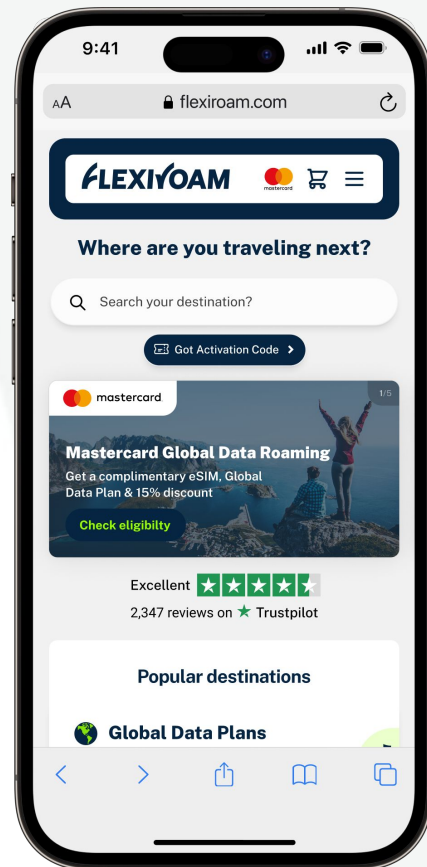 9:41
AA
flexiroam.com
FLEXIROAM
mastercard
Where are you traveling next?
Search your destination?
Got Activation Code
mastercard
1/5
Mastercard Global Data Roaming
Get a complimentary eSIM, Global
Data Plan & 15% discount
Check eligibilty
Excellent
2,347 reviews on Trustpilot
Popular destinations
Global Data Plans